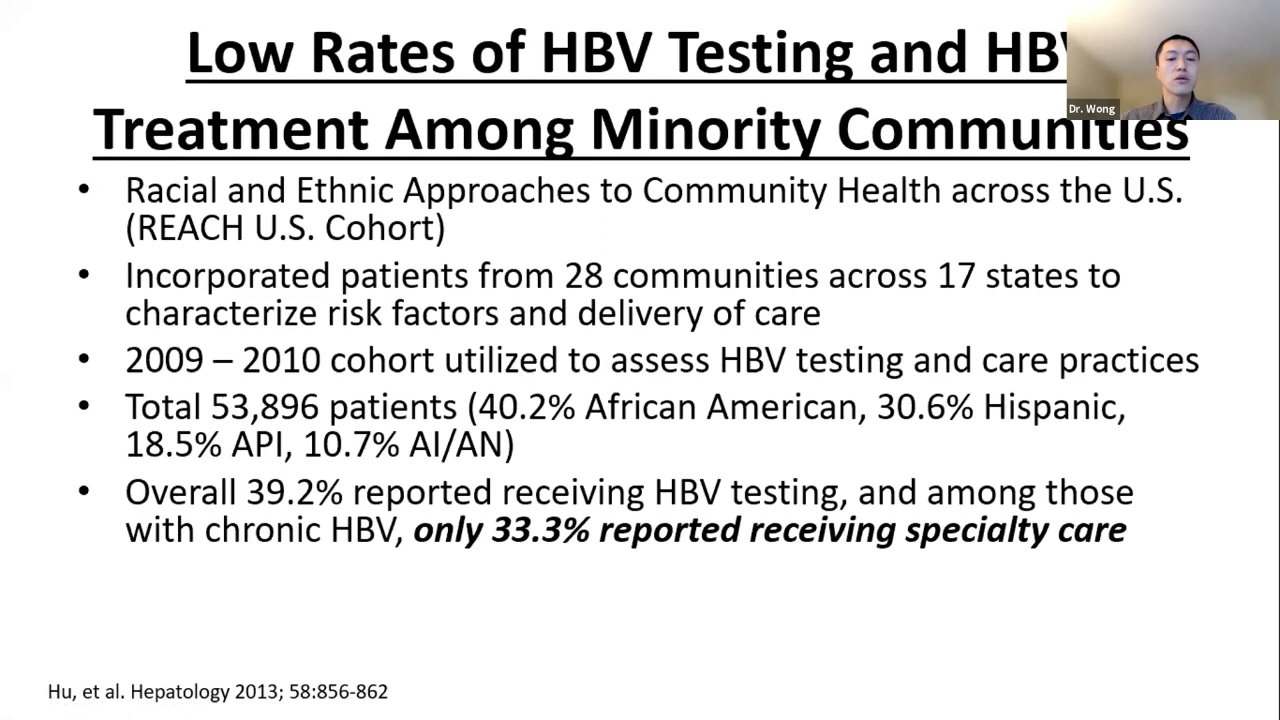 Low Rates of HBV Testing and HBV
Treatment Among Minority Communities
Dr. Wong
• Racial and Ethnic Approaches to Community Health across the U.S.
(REACH U.S. Cohort)
• Incorporated patients from 28 communities across 17 states to
characterize risk factors and delivery of care
• 2009 – 2010 cohort utilized to assess HBV testing and care practices
• Total 53,896 patients (40.2% African American, 30.6% Hispanic,
18.5% API, 10.7% AI/AN)
• Overall 39.2% reported receiving HBV testing, and among those
with chronic HBV, only 33.3% reported receiving specialty care
Hu, et al. Hepatology 2013; 58:856-862